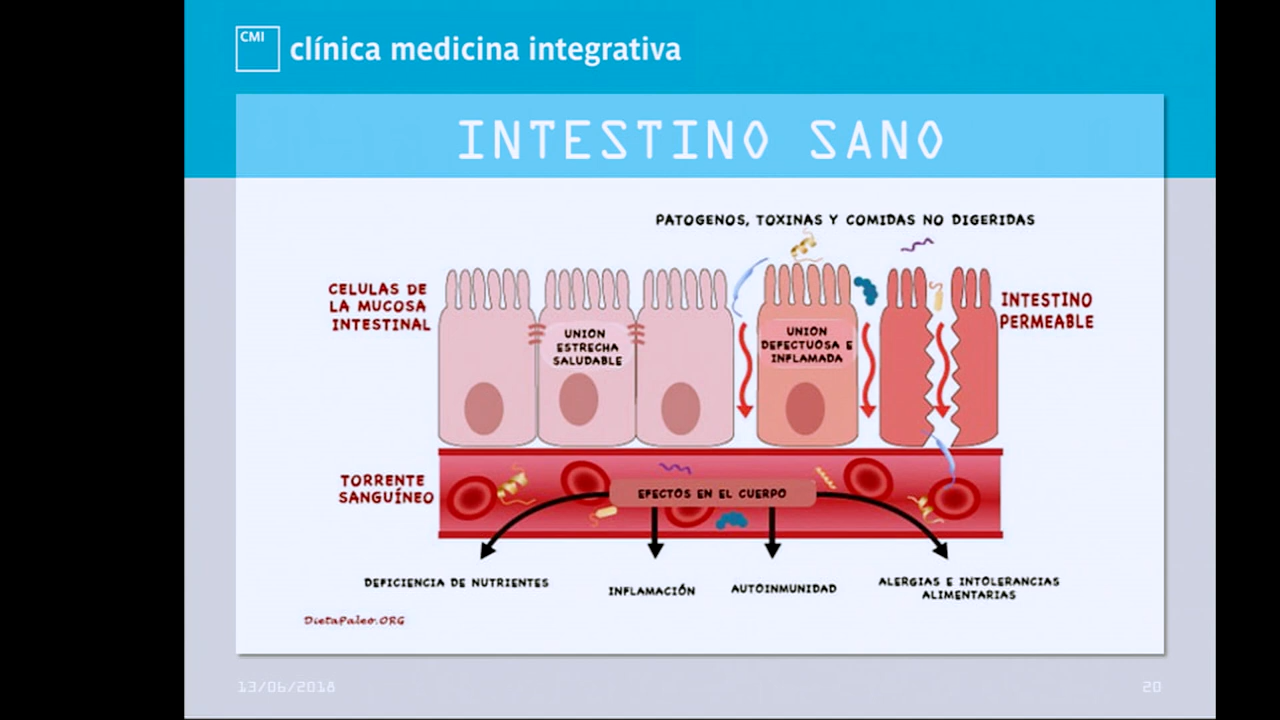 CMI
clínica medicina integrativa
INTESTINO SANO
PATOGENOS, TOXINAS Y COMIDAS NO DIGERIDAS
CELULAS DE
LA MUCOSA
INTESTINAL
UNION
ESTRECHA
SALUDABLE
UNION
DEFECTUOSA E
INFLAMADA
INTESTINO
PERMEABLE
TORRENTE
SANGUÍNEO
EFECTOS EN EL CUERPO
DEFICIENCIA DE NUTRIENTES
INFLAMACIÓN
AUTOINMUNIDAD
ALERGIAS E INTOLERANCIAS
ALIMENTARIAS
DietaPaleo.ORG
13/06/2018
20